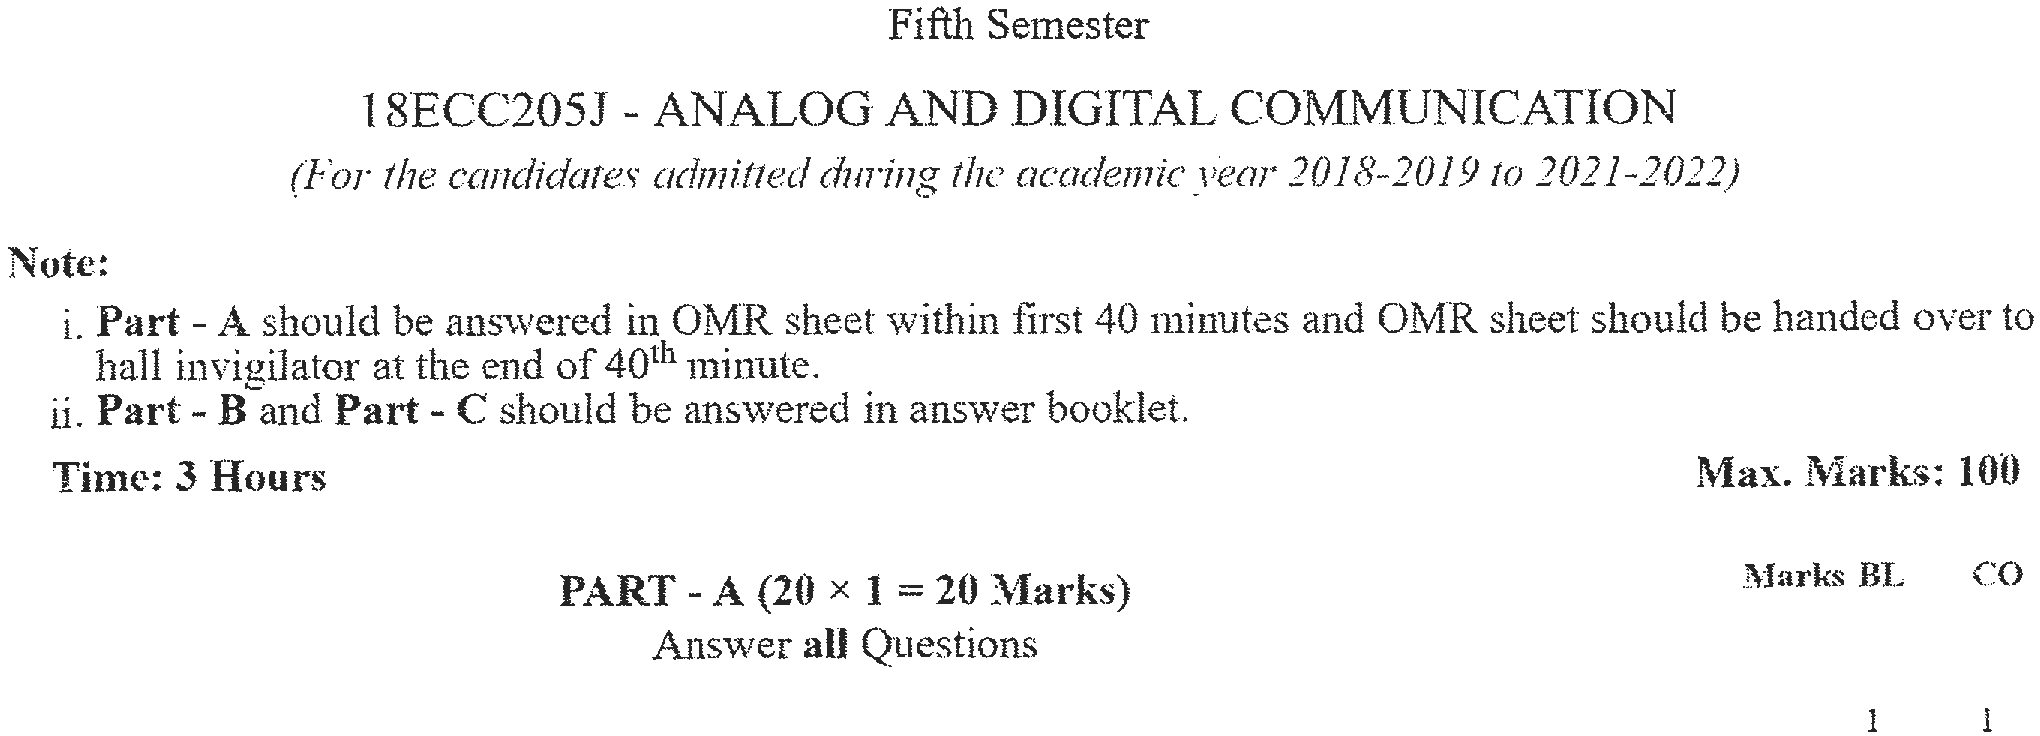 Fifth Semester
18ECC205J - ANALOG AND DIGITAL COMMUNICATION
(For the candidates admitted during the academic year 2018-2019 to 2021-2022)
Note:
i. Part - A should be answered in OMR sheet within first 40 minutes and OMR sheet should be handed over to
hall invigilator at the end of 40th minute.
ii. Part - B and Part - C should be answered in answer booklet.
Time: 3 Hours Max. Marks: 100
PART - A (20 × 1 = 20 Marks) Marks BL CO
Answer all Questions
1 1